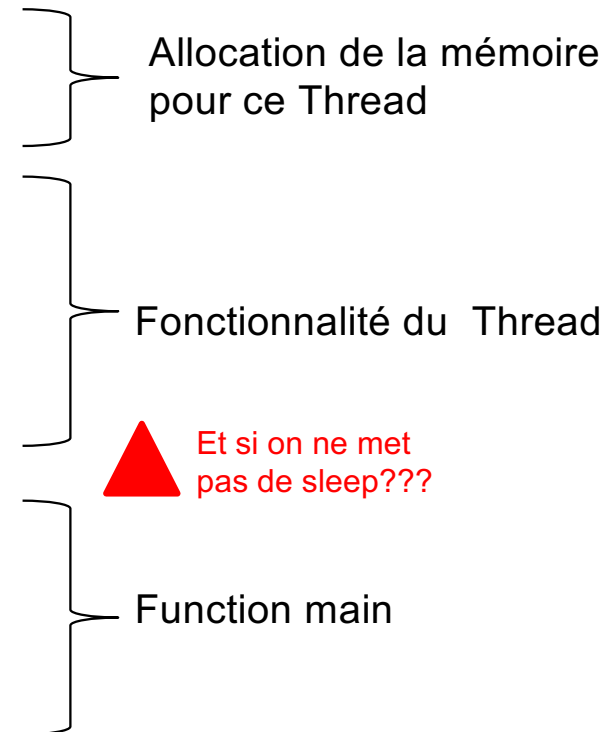 Allocation de la mémoire
pour ce Thread
Fonctionnalité du  Thread
Et si on ne met
pas de sleep???
Function main